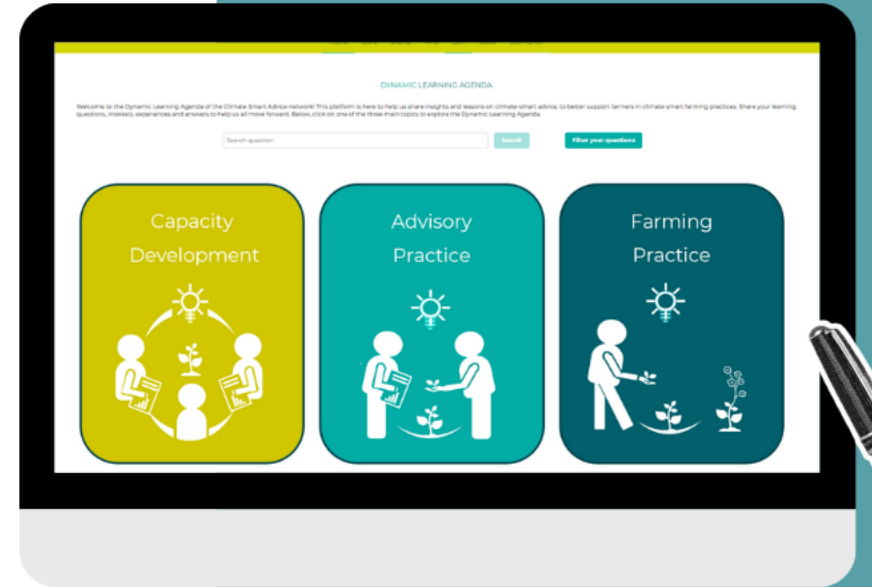 DYNAMIC LEARNING AGENDA
Welcome to the Dynamic Learning Agenda of the Climate Smart Advice network! This platform is here to help us share insights and lessons on climate-smart advice, to better support farmers in climate smart farming practices. Share your learning
questions, interests, experiences and answers to help us all move forward. Below, click on one of the three main topics to explore the Dynamic Learning Agenda.
Search question
Search
Filter your questions
Capacity
Development
Advisory
Practice
Farming
Practice